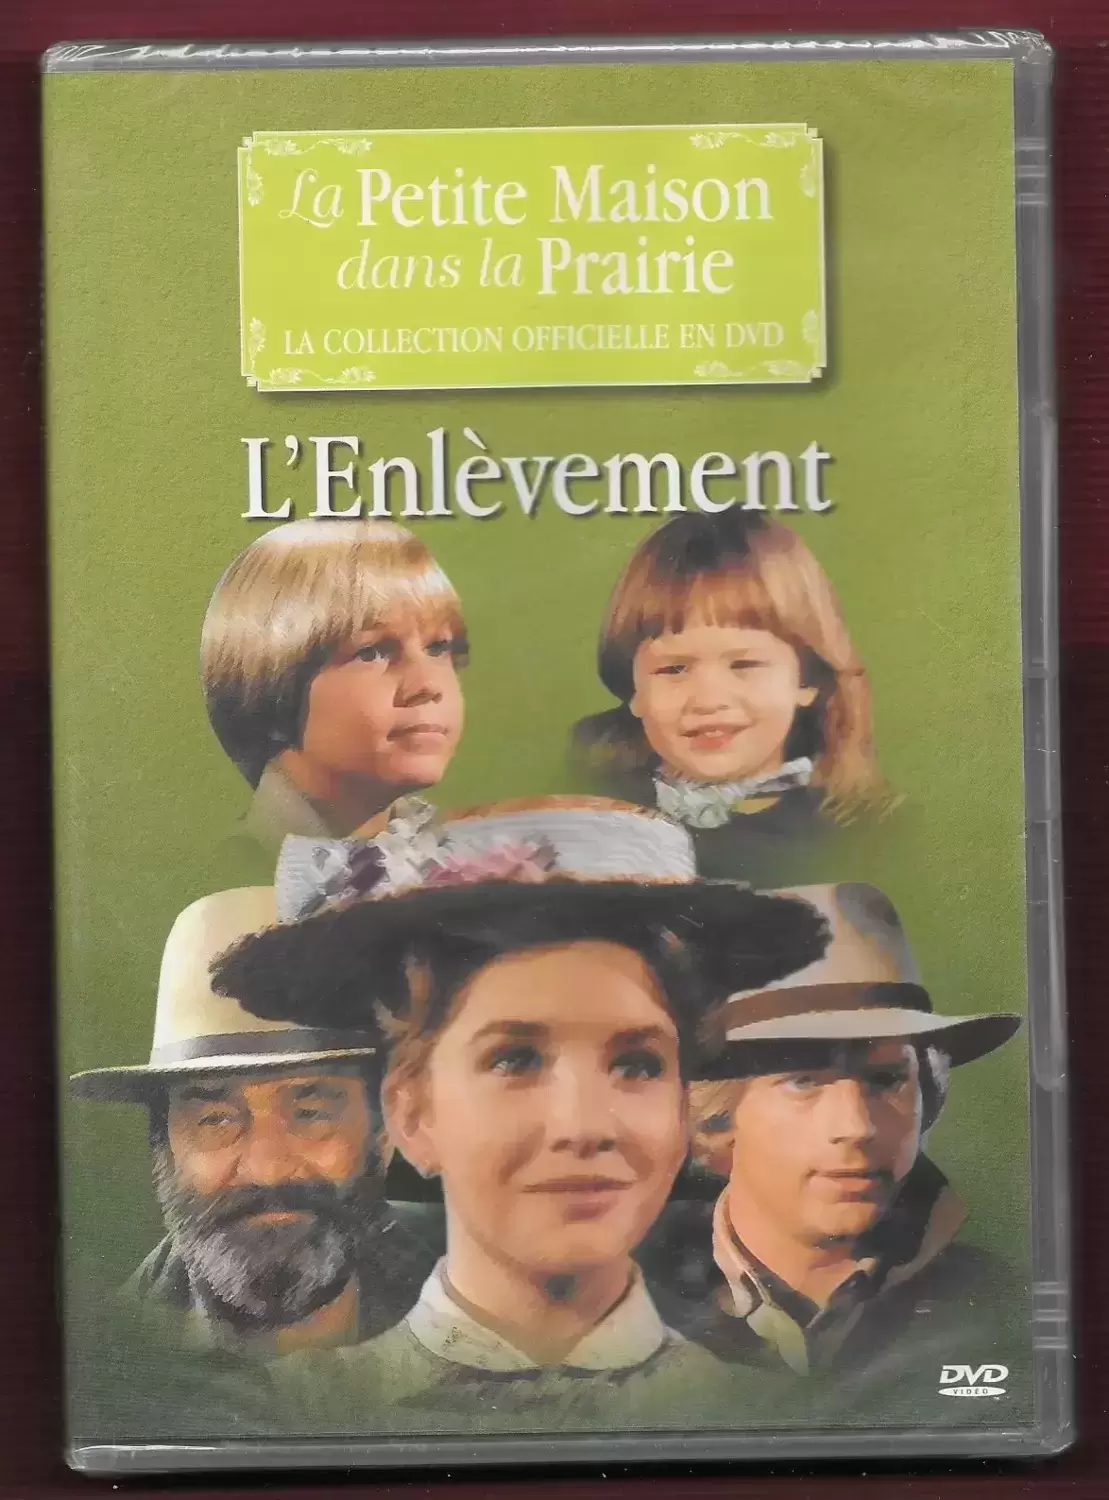 La Petite Maison
dans la Prairie
LA COLLECTION OFFICIELLE EN DVD
L'Enlèvement
DVD
VIDEO